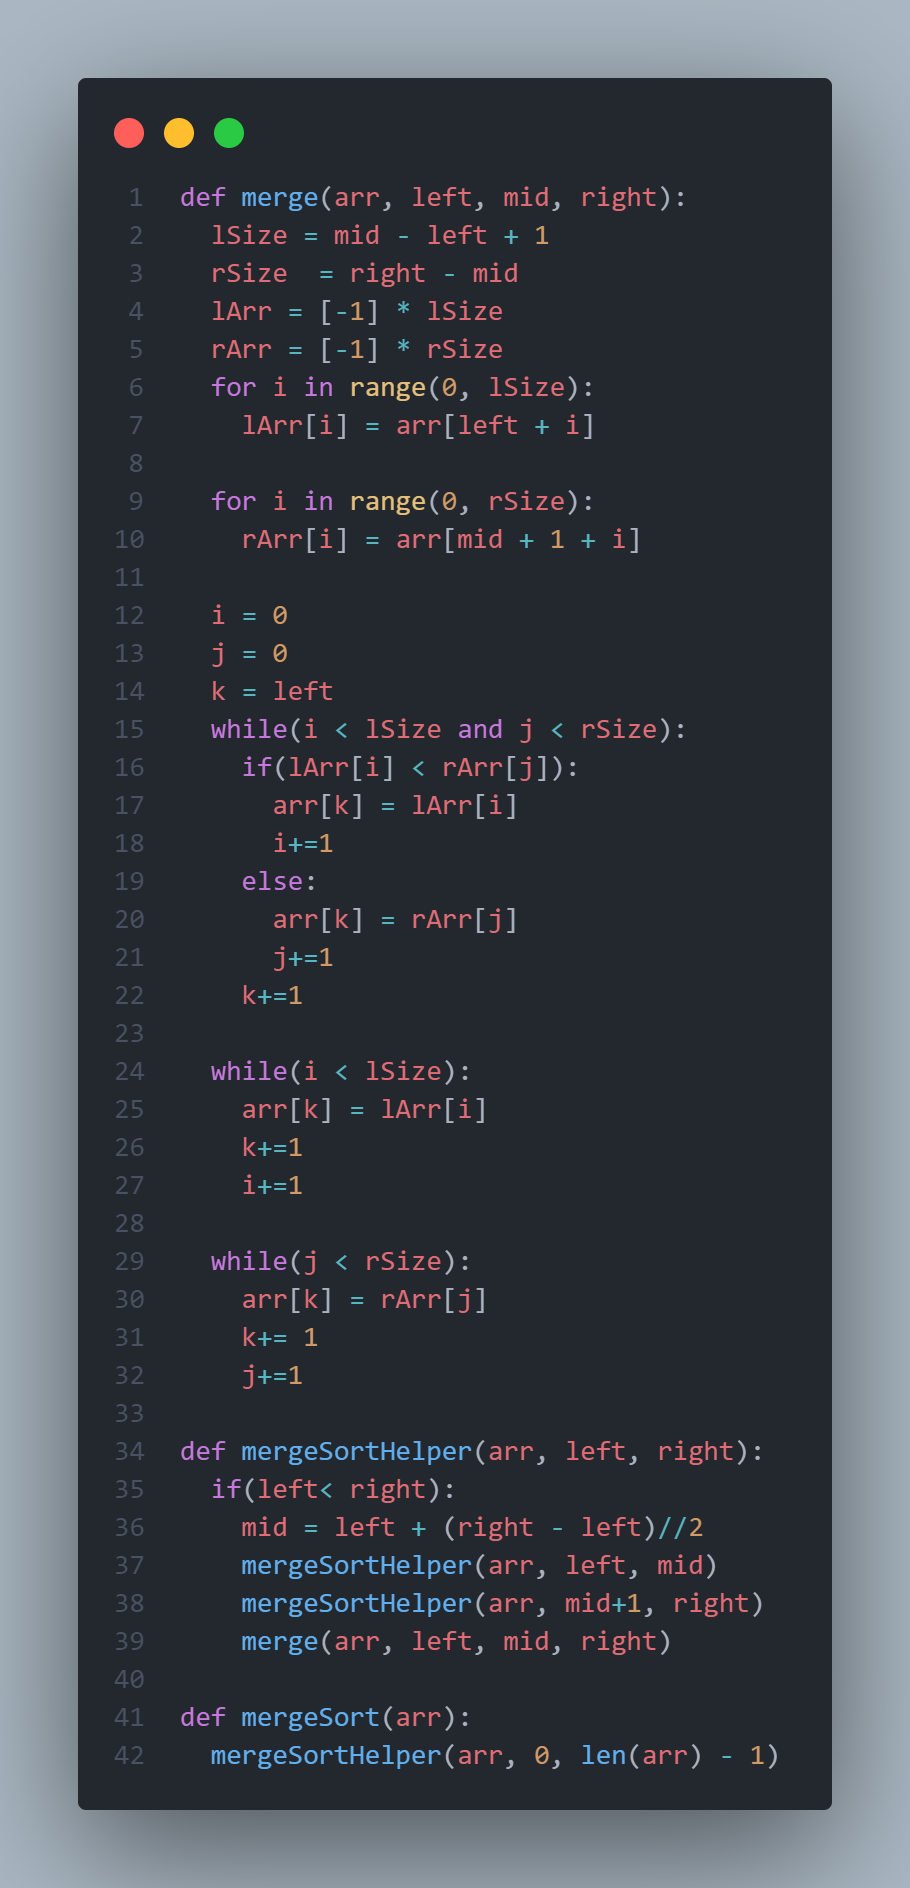 1 def merge(arr, left, mid, right):
2   lSize = mid - left + 1
3   rSize  = right - mid
4   lArr = [-1] * lSize
5   rArr = [-1] * rSize
6   for i in range(0, lSize):
7     lArr[i] = arr[left + i]
8
9   for i in range(0, rSize):
10     rArr[i] = arr[mid + 1 + i]
11
12   i = 0
13   j = 0
14   k = left
15   while(i < lSize and j < rSize):
16     if(lArr[i] < rArr[j]):
17       arr[k] = lArr[i]
18       i+=1
19     else:
20       arr[k] = rArr[j]
21       j+=1
22     k+=1
23
24   while(i < lSize):
25     arr[k] = lArr[i]
26     k+=1
27     i+=1
28
29   while(j < rSize):
30     arr[k] = rArr[j]
31     k+= 1
32     j+=1
33
34 def mergeSortHelper(arr, left, right):
35   if(left< right):
36     mid = left + (right - left)//2
37     mergeSortHelper(arr, left, mid)
38     mergeSortHelper(arr, mid+1, right)
39     merge(arr, left, mid, right)
40
41 def mergeSort(arr):
42   mergeSortHelper(arr, 0, len(arr) - 1)